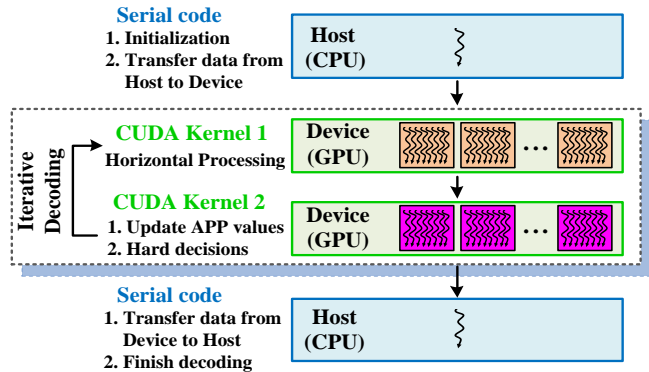 Serial code
1. Initialization
2. Transfer data from
Host to Device
Host
(CPU)
Iterative
Decoding
CUDA Kernel 1
Horizontal Processing
Device
(GPU)
...
CUDA Kernel 2
1. Update APP values
2. Hard decisions
Device
(GPU)
...
Serial code
1. Transfer data from
Device to Host
2. Finish decoding
Host
(CPU)